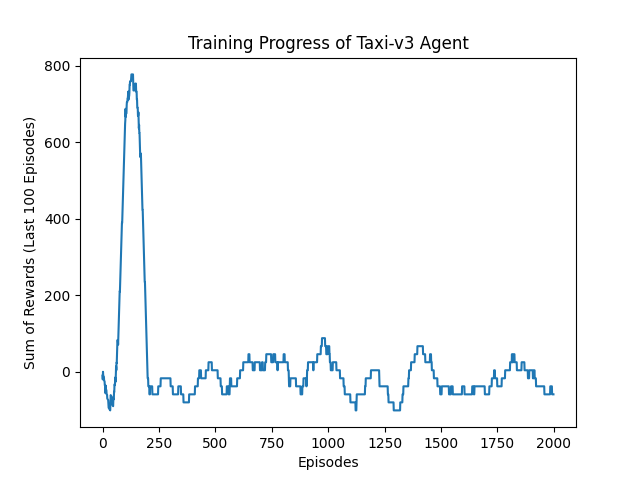 Training Progress of Taxi-v3 Agent
Sum of Rewards (Last 100 Episodes)
800
600
400
200
0
0 250 500 750 1000 1250 1500 1750 2000
Episodes